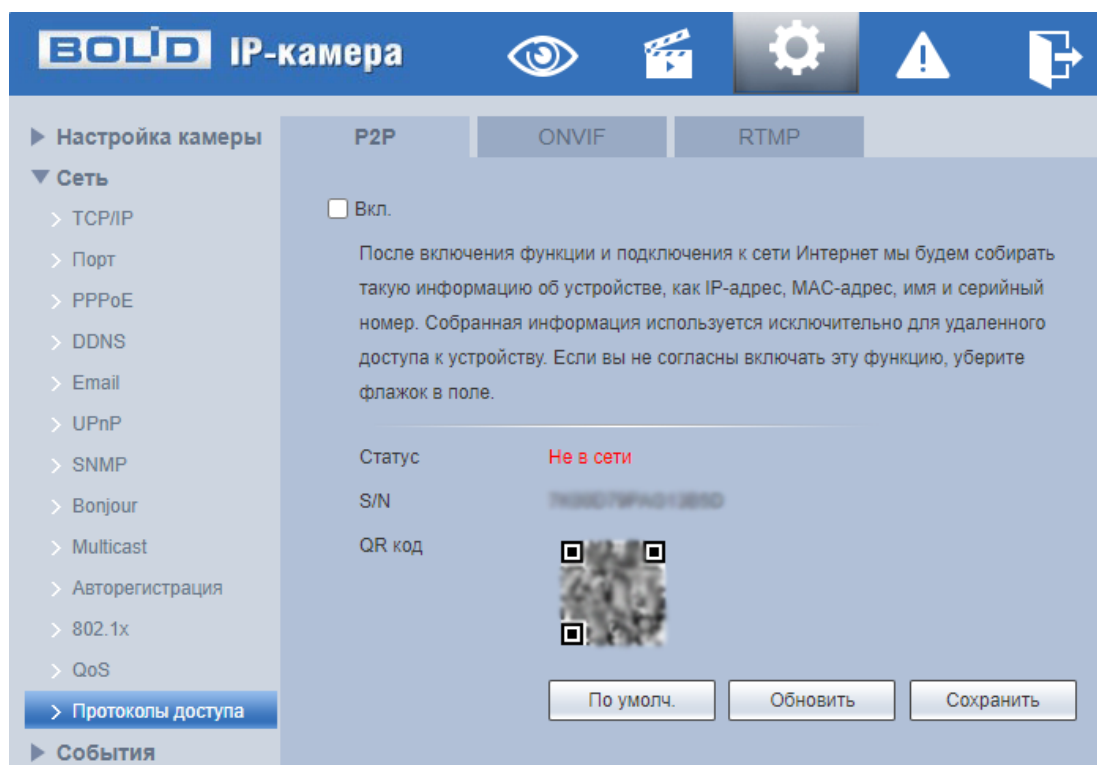 BOLID IP-камера
Настройка камеры
Сеть
TCP/IP
Порт
PPPoE
DDNS
Email
UPnP
SNMP
Bonjour
Multicast
Авторегистрация
802.1x
QoS
Протоколы доступа
События
P2P
ONVIF
RTMP
Вкл.
После включения функции и подключения к сети Интернет мы будем собирать
такую информацию об устройстве, как IP-адрес, MAC-адрес, имя и серийный
номер. Собранная информация используется исключительно для удаленного
доступа к устройству. Если вы не согласны включать эту функцию, уберите
флажок в поле.
Статус
Не в сети
S/N
QR код
По умолч.
Обновить
Сохранить